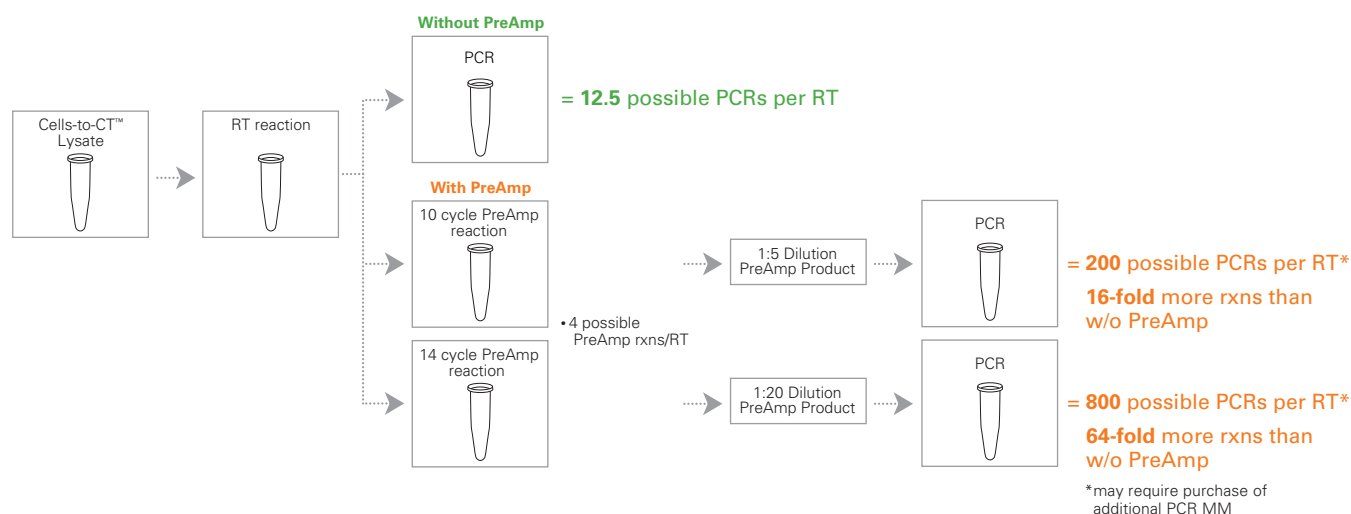 Without PreAmp
PCR
= 12.5 possible PCRs per RT
Cells-to-CT™
Lysate
RT reaction
With PreAmp
10 cycle PreAmp
reaction
• 4 possible
PreAmp rxns/RT
1:5 Dilution
PreAmp Product
PCR
= 200 possible PCRs per RT*
16-fold more rxns than
w/o PreAmp
14 cycle PreAmp
reaction
1:20 Dilution
PreAmp Product
PCR
= 800 possible PCRs per RT*
64-fold more rxns than
w/o PreAmp
*may require purchase of
additional PCR MM